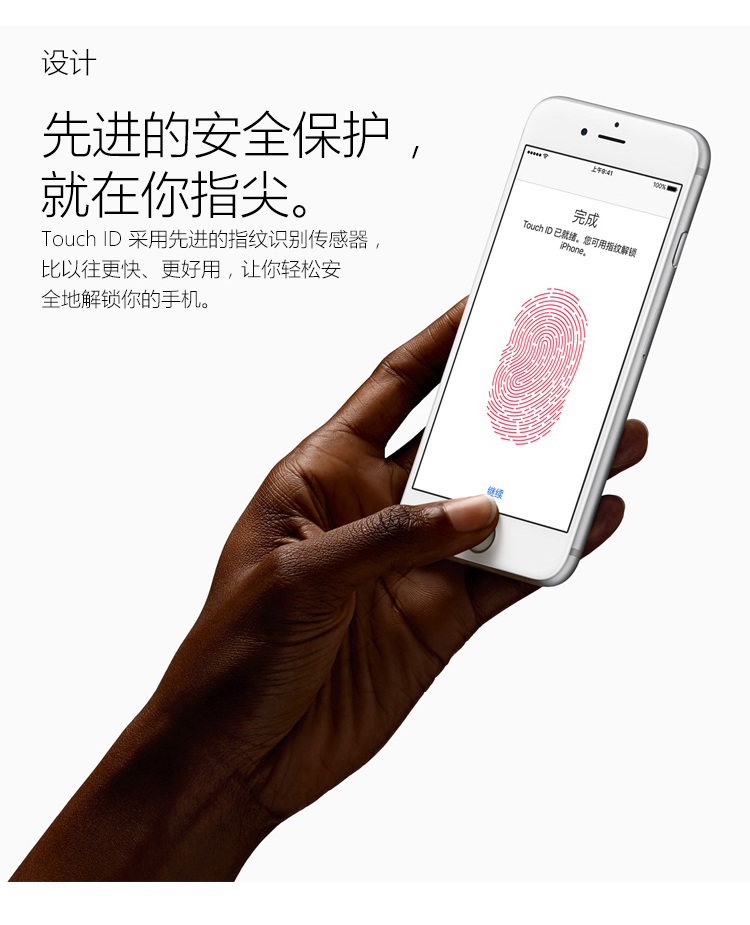 设计
先进的安全保护，
就在你指尖。
Touch ID 采用先进的指纹识别传感器，
比以往更快、更好用，让你轻松安
全地解锁你的手机。
上午9:41
100%
完成
Touch ID 已就绪。您可用指纹解锁
iPhone。
继续